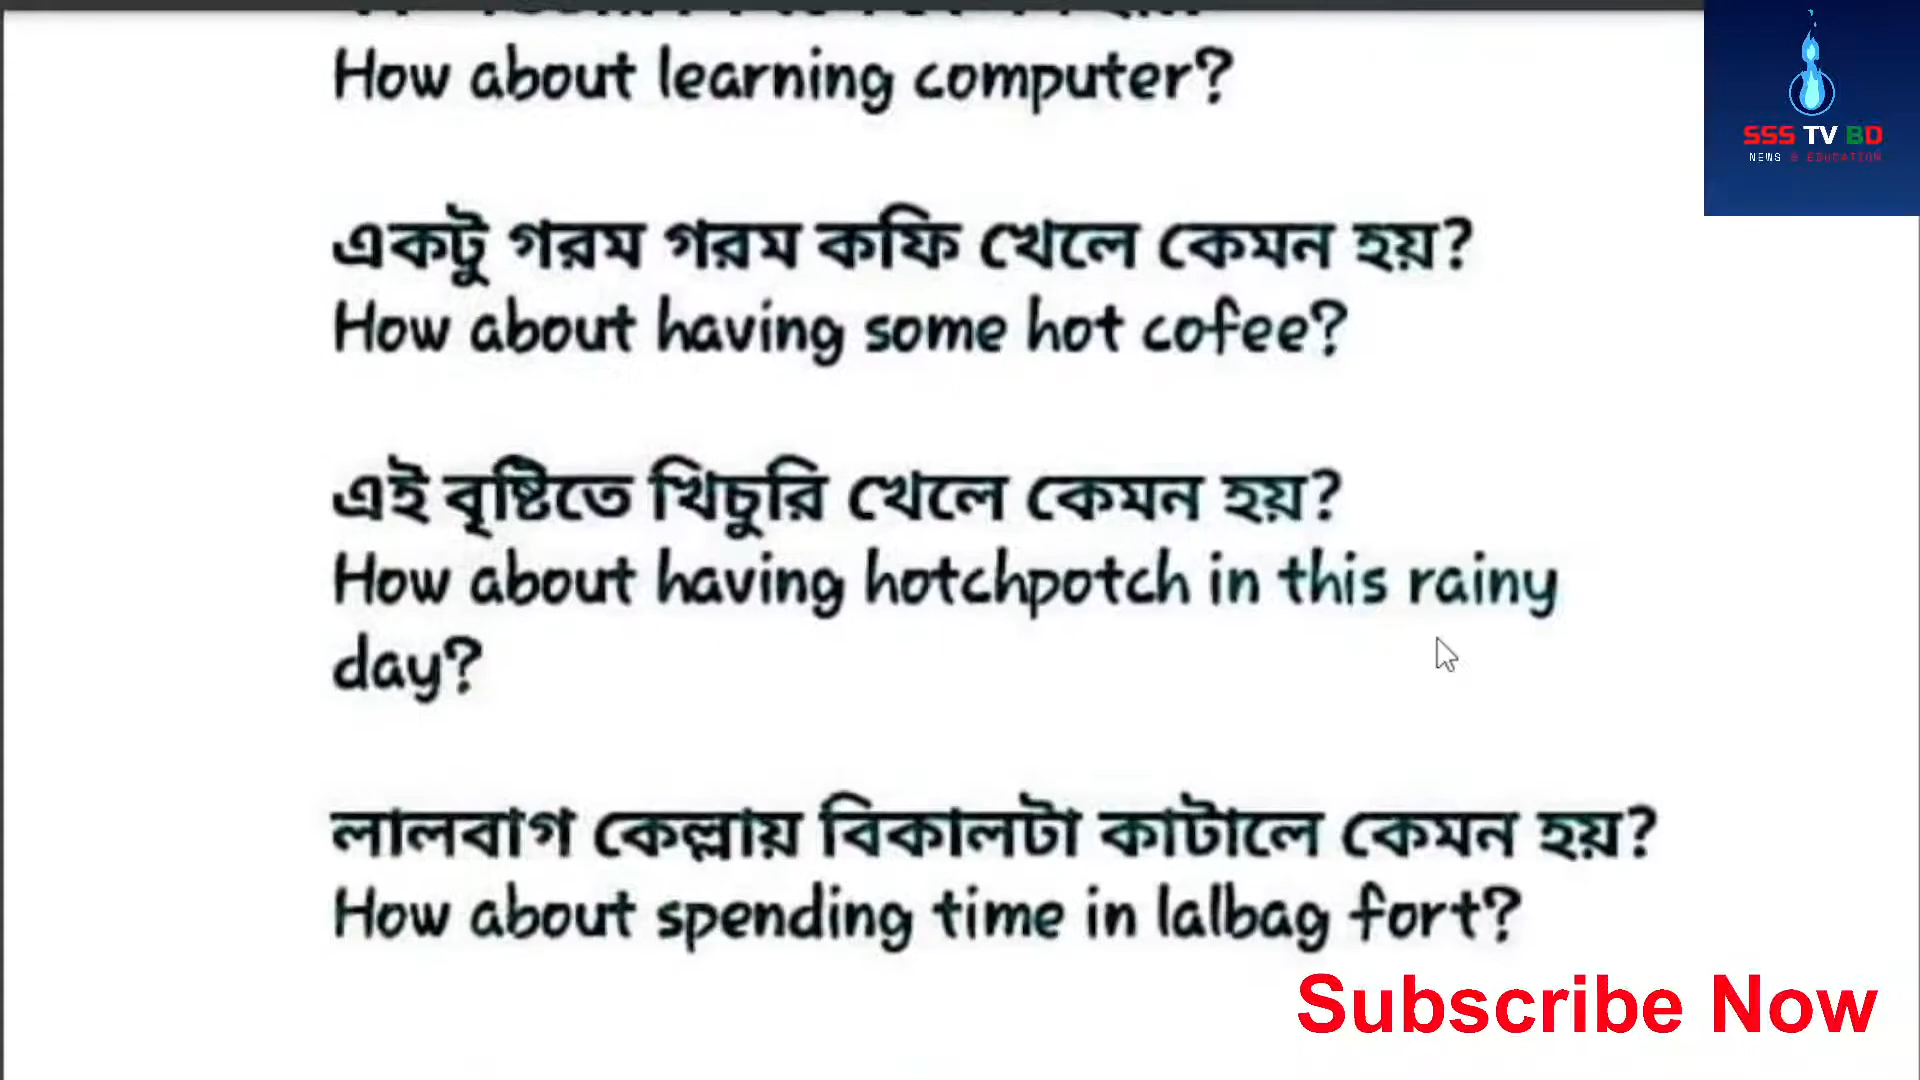 How about learning computer?
SSS TV BD
NEWS & EDUCATION
একটু গরম গরম কফি খেলে কেমন হয়?
How about having some hot cofee?
এই বৃষ্টিতে খিচুরি খেলে কেমন হয়?
How about having hotchpotch in this rainy
day?
লালবাগ কেল্লায় বিকালটা কাটালে কেমন হয়?
How about spending time in lalbag fort?
Subscribe Now